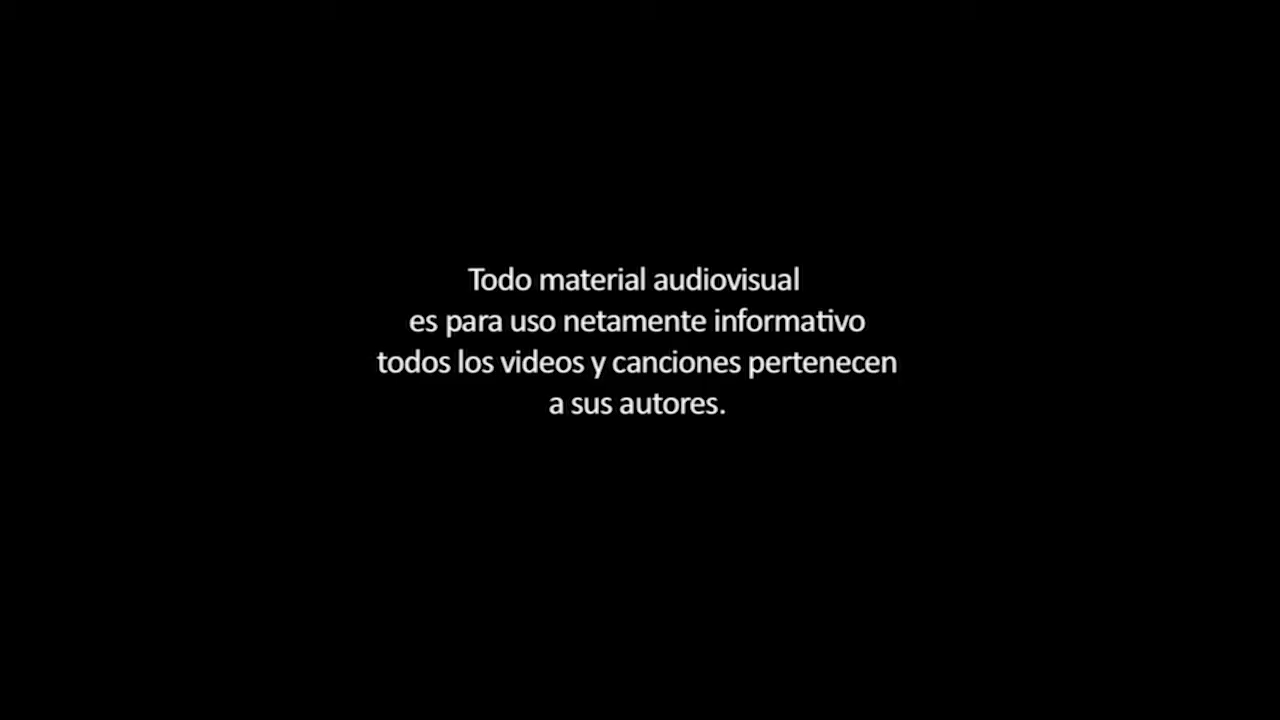 Todo material audiovisual
es para uso netamente informativo
todos los videos y canciones pertenecen
a sus autores.